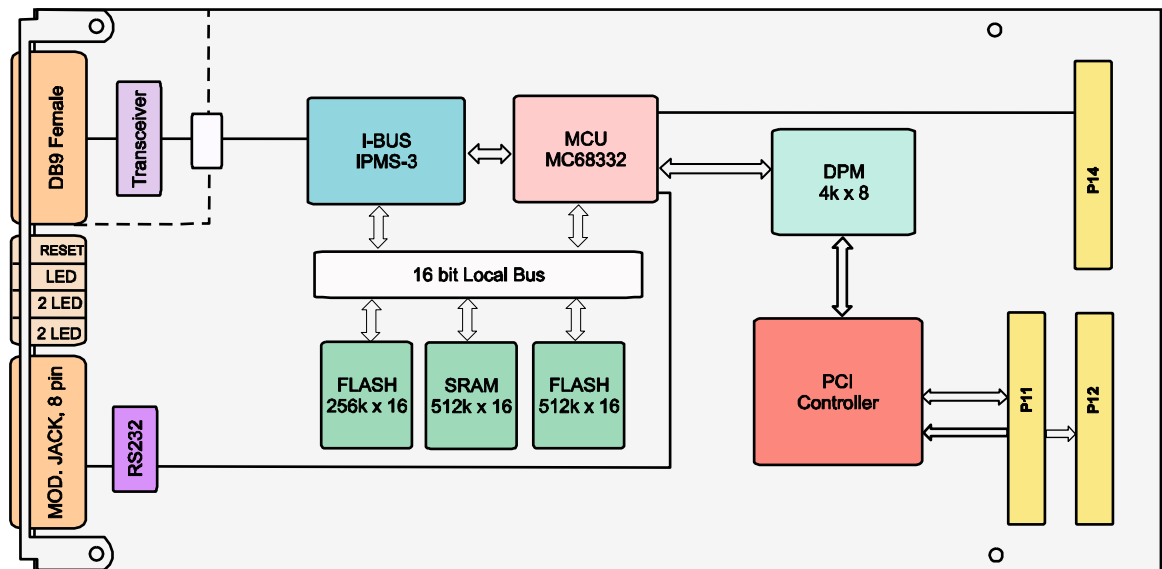 DB9 Female
Transceiver
I-BUS
IPMS-3
MCU
MC68332
DPM
4k x 8
P14
RESET
LED
2 LED
2 LED
16 bit Local Bus
FLASH
256k x 16
SRAM
512k x 16
FLASH
512k x 16
PCI
Controller
P11
P12
MOD. JACK, 8 pin
RS232